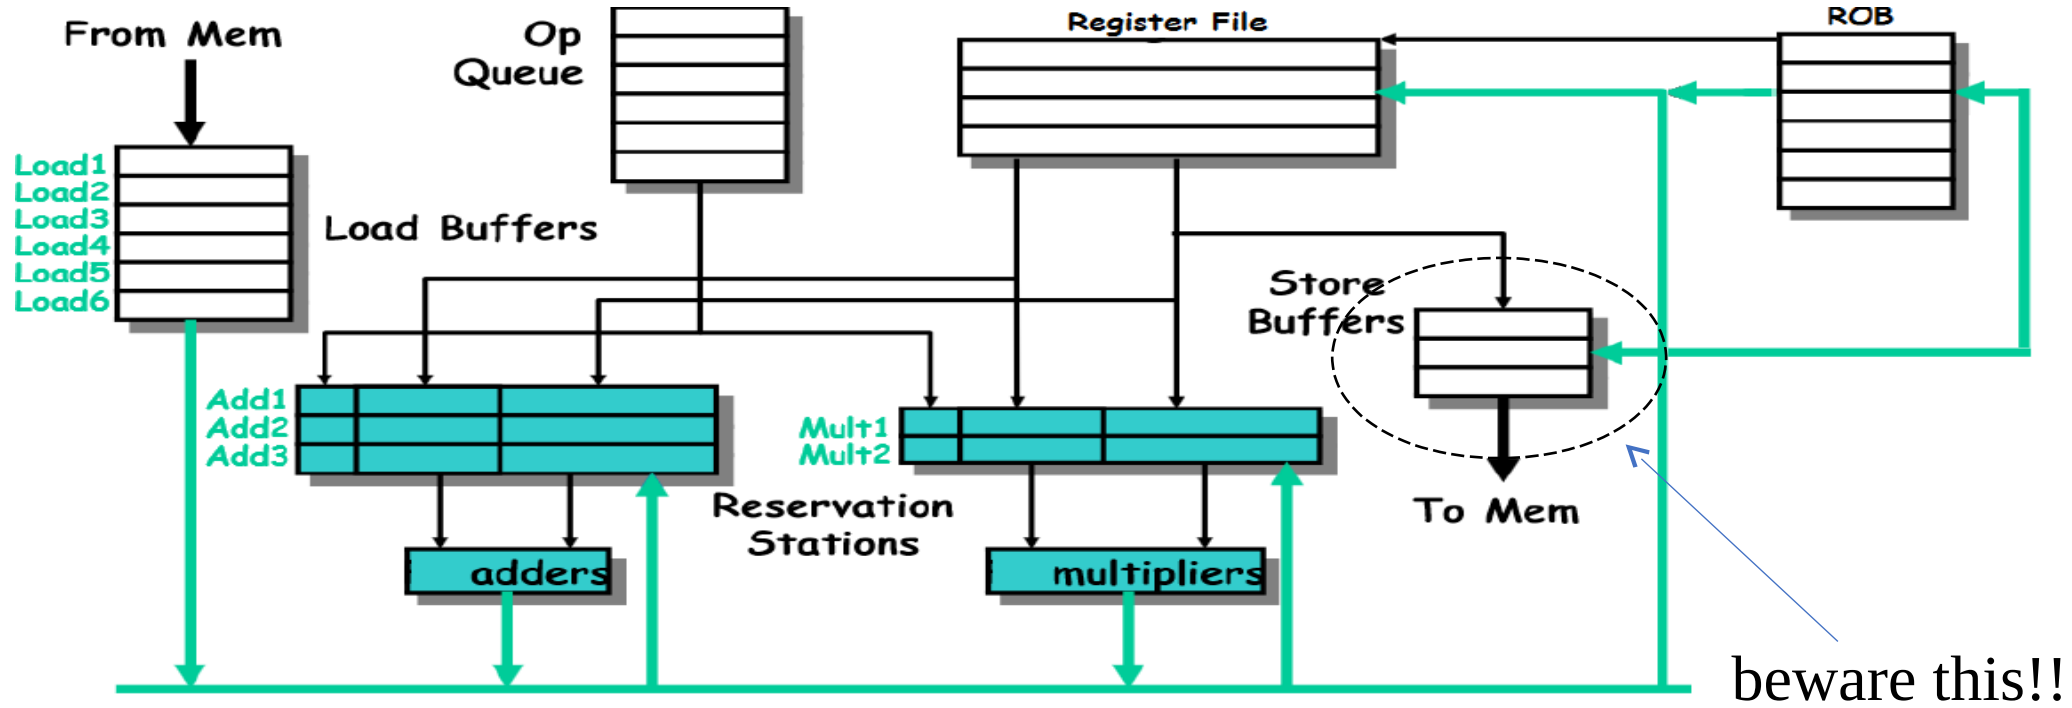 From Mem
Op
Queue
Register File
ROB
Load1
Load2
Load3
Load4
Load5
Load6
Load Buffers
Store
Buffers
Add1
Add2
Add3
Mult1
Mult2
Reservation
Stations
To Mem
adders
multipliers
beware this!!